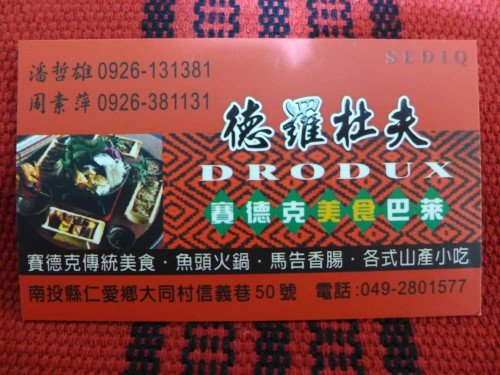 SEDIQ
潘哲雄 0926-131381
周素萍 0926-381131
德羅杜夫
DRODUX
賽德克美食巴萊
賽德克傳統美食·魚頭火鍋·馬告香腸·各式山產小吃
南投縣仁愛鄉大同村信義巷50號 電話:049-2801577